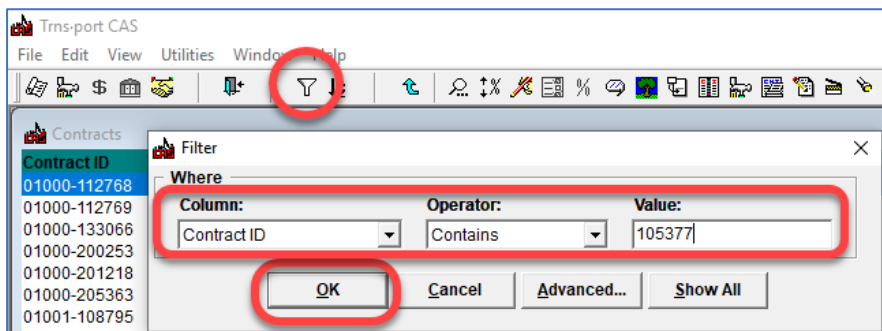 Trns·port CAS
File Edit View Utilities Window Help
$ % %
Contracts
Contract ID
01000-112768
01000-112769
01000-133066
01000-200253
01000-201218
01000-205363
01001-108795
Filter
Where
Column: Operator: Value:
Contract ID Contains 105377
OK Cancel Advanced... Show All